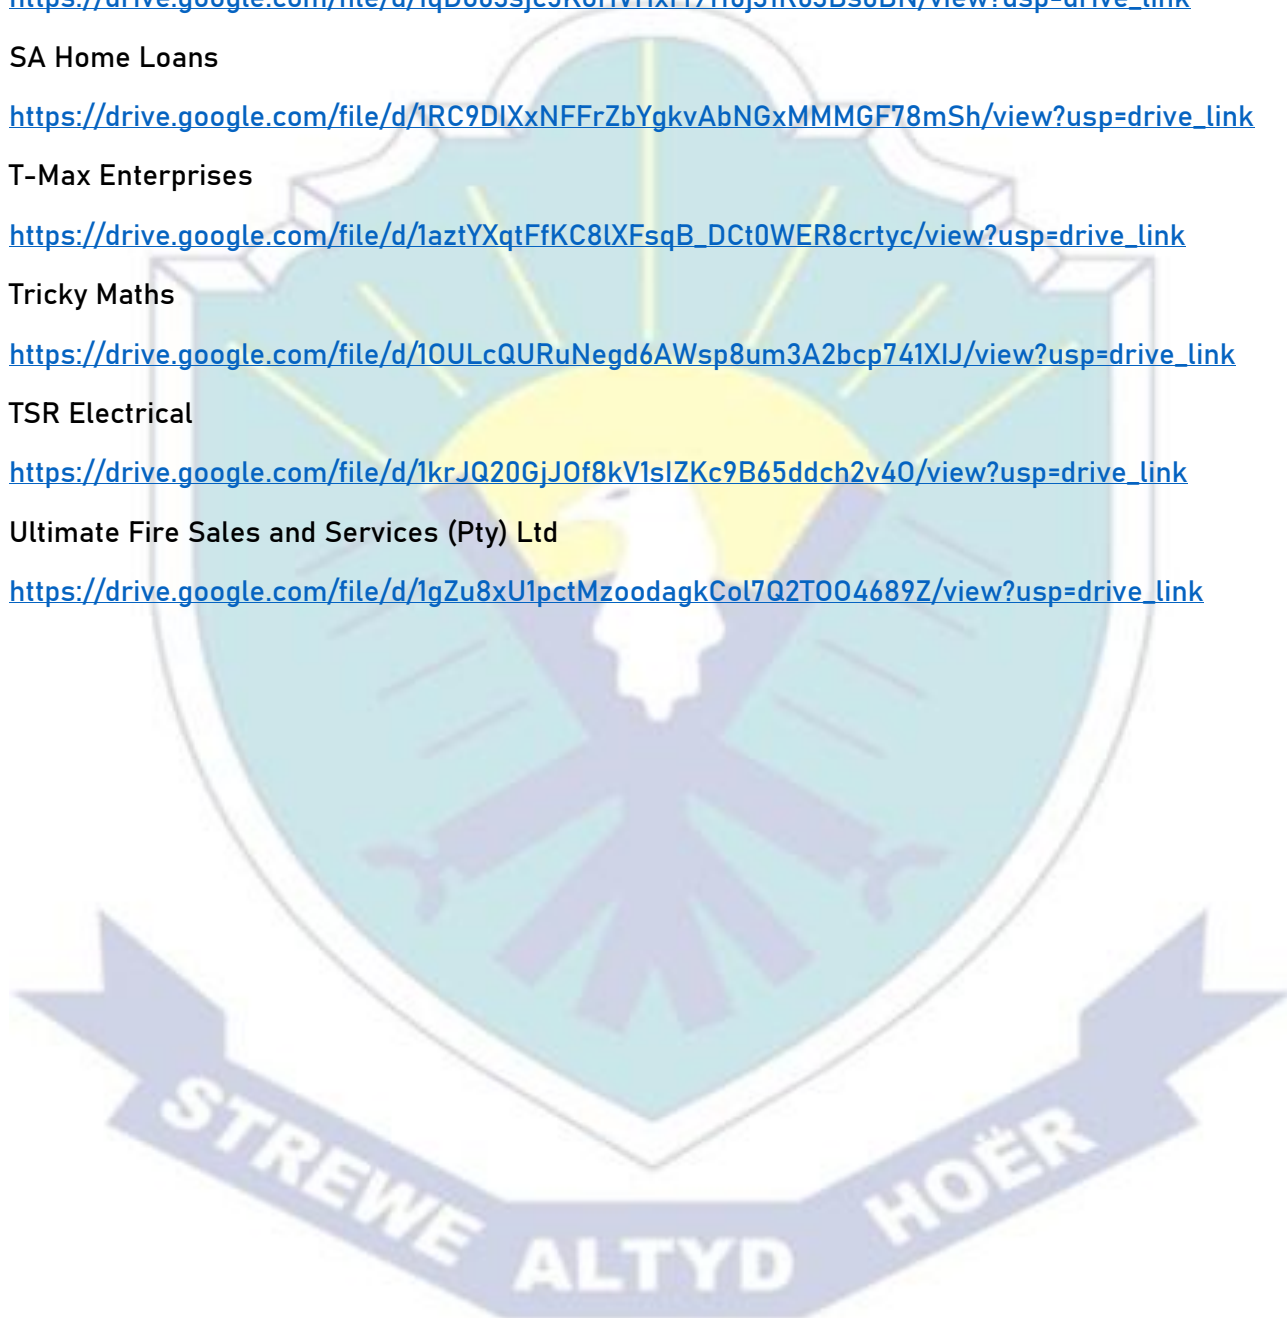 SA Home Loans
https://drive.google.com/file/d/1RC9DIXxNFFrZbYgkvAbNGxMMMGF78mSh/view?usp=drive_link
T-Max Enterprises
https://drive.google.com/file/d/1aztYXqtFfKC8lXFsqB_DCt0WER8crtyc/view?usp=drive_link
Tricky Maths
https://drive.google.com/file/d/1OULcQURuNegd6AWsp8um3A2bcp741XIJ/view?usp=drive_link
TSR Electrical
https://drive.google.com/file/d/1krJQ20GjJOf8kV1sIZKc9B65ddch2v4O/view?usp=drive_link
Ultimate Fire Sales and Services (Pty) Ltd
https://drive.google.com/file/d/1gZu8xU1pctMzoodagkCol7Q2TOO4689Z/view?usp=drive_link
STREWE ALTYD HOËR